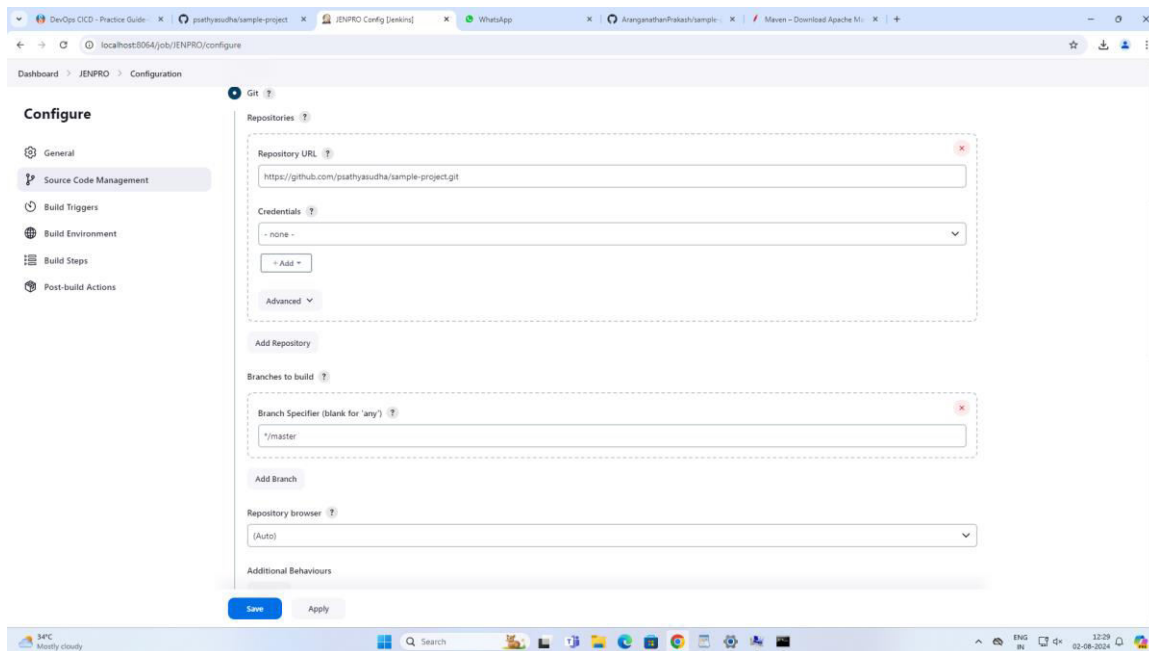 DevOps CICD - Practice Guide
psathyasudha/sample-project
JENPRO Config [Jenkins]
WhatsApp
AranganathanPrakash/sample-
Maven – Download Apache Ma
localhost:8064/job/JENPRO/configure
Dashboard > JENPRO > Configuration
Configure
General
Source Code Management
Build Triggers
Build Environment
Build Steps
Post-build Actions
Git ?
Repositories ?
Repository URL ?
https://github.com/psathyasudha/sample-project.git
Credentials ?
- none -
+ Add
Advanced
Add Repository
Branches to build ?
Branch Specifier (blank for 'any') ?
*/master
Add Branch
Repository browser ?
(Auto)
Additional Behaviours
Save
Apply
34°C
Mostly cloudy
Search
ENG
IN
12:29
02-08-2024